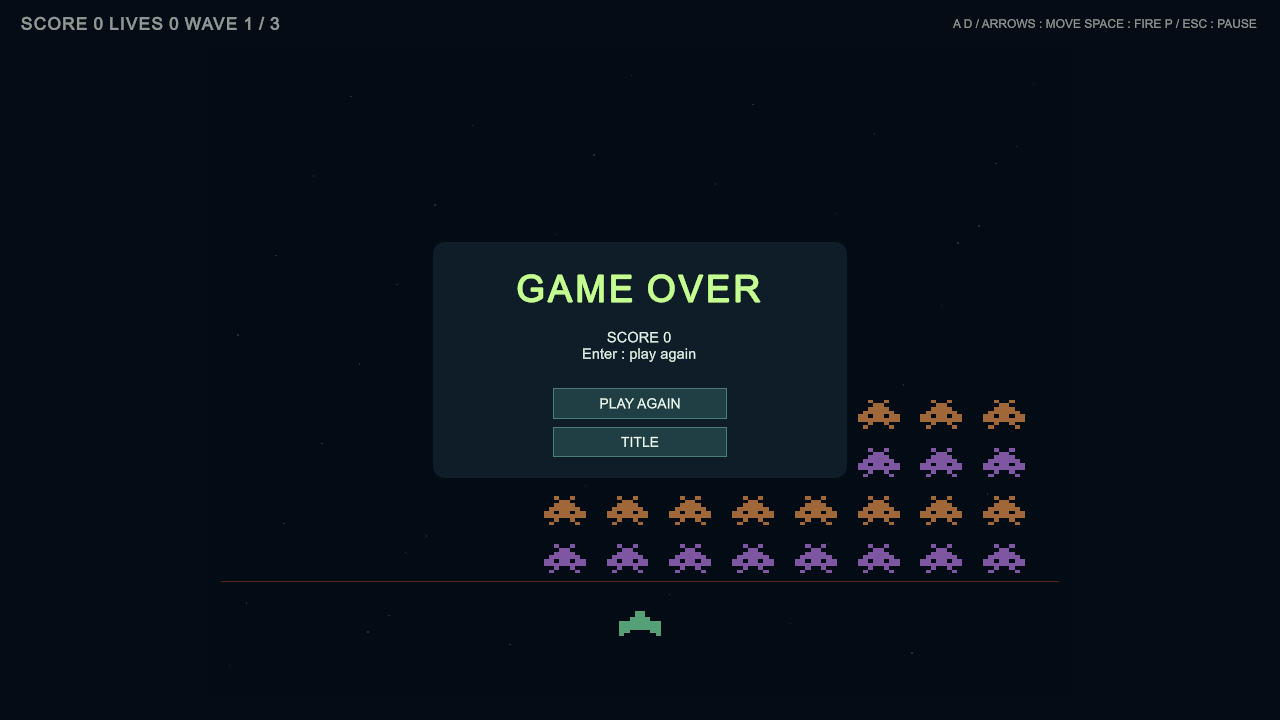 SCORE 0 LIVES 0 WAVE 1 / 3
A D / ARROWS : MOVE SPACE : FIRE P / ESC : PAUSE
GAME OVER
SCORE 0
Enter : play again
PLAY AGAIN
TITLE